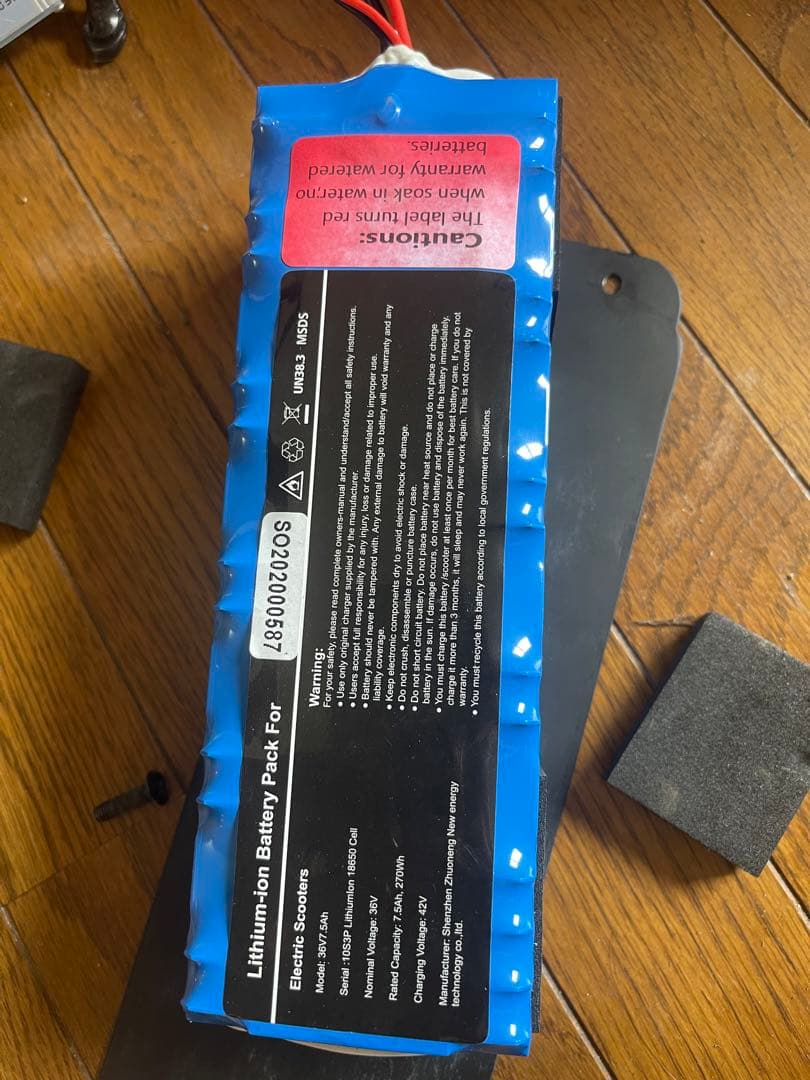 Cautions:
The label turns red
when soak in water,no
warranty for watered
batteries.
Lithium-ion Battery Pack For
SO202000587
UN38.3 MSDS
Electric Scooters
Model: 36V7.5Ah
Serial :10S3P LithiumIon 18650 Cell
Nominal Voltage: 36V
Rated Capacity: 7.5Ah, 270Wh
Charging Voltage: 42V
Manufacturer: Shenzhen Zhuoneng New energy
technology co.,ltd.
Warning:
For your safety, please read complete owners-manual and understand/accept all safety instructions.
• Use only original charger supplied by the manufacturer.
• Users accept full responsibility for any injury, loss or damage related to improper use.
• Battery should never be tampered with. Any external damage to battery will void warranty and any
liability coverage.
• Keep electronic components dry to avoid electric shock or damage.
• Do not crush, disassemble or puncture battery case.
• Do not short circuit battery. Do not place battery near heat source and do not place or charge
battery in the sun. If damage occurs, do not use battery and dispose of the battery immediately.
• You must charge this battery /scooter at least once per month for best battery care. If you do not
charge it more than 3 months, it will sleep and may never work again. This is not covered by
warranty.
• You must recycle this battery according to local government regulations.